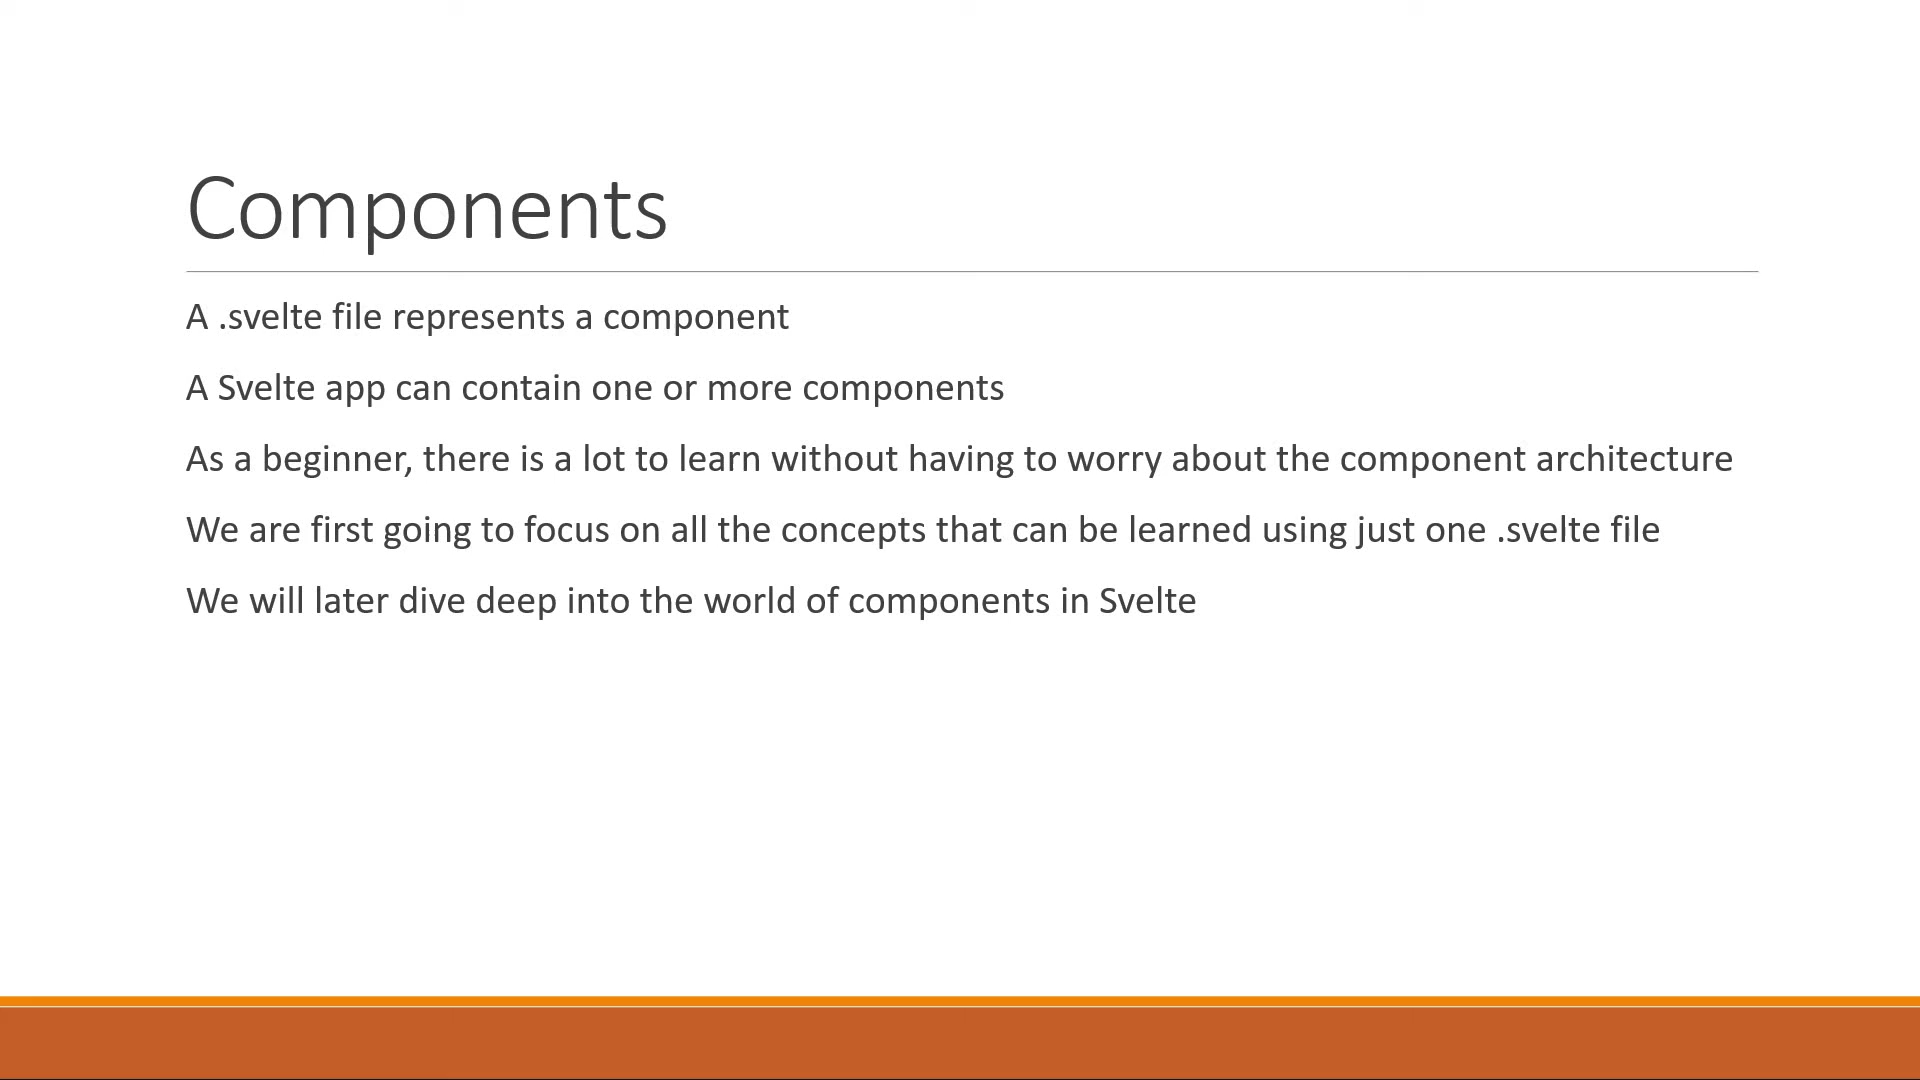 Components
A .svelte file represents a component
A Svelte app can contain one or more components
As a beginner, there is a lot to learn without having to worry about the component architecture
We are first going to focus on all the concepts that can be learned using just one .svelte file
We will later dive deep into the world of components in Svelte